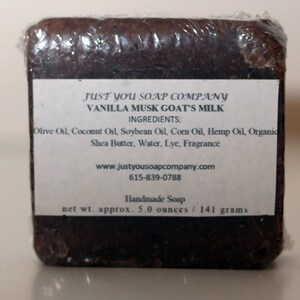 JUST YOU SOAP COMPANY
VANILLA MUSK GOAT'S MILK
INGREDIENTS:
Olive Oil, Coconut Oil, Soybean Oil, Corn Oil, Hemp Oil, Organic
Shea Butter, Water, Lye, Fragrance
www.justyousoapcompany.com
615-839-0788
Handmade Soap
net wt. approx. 5.0 ounces / 141 grams